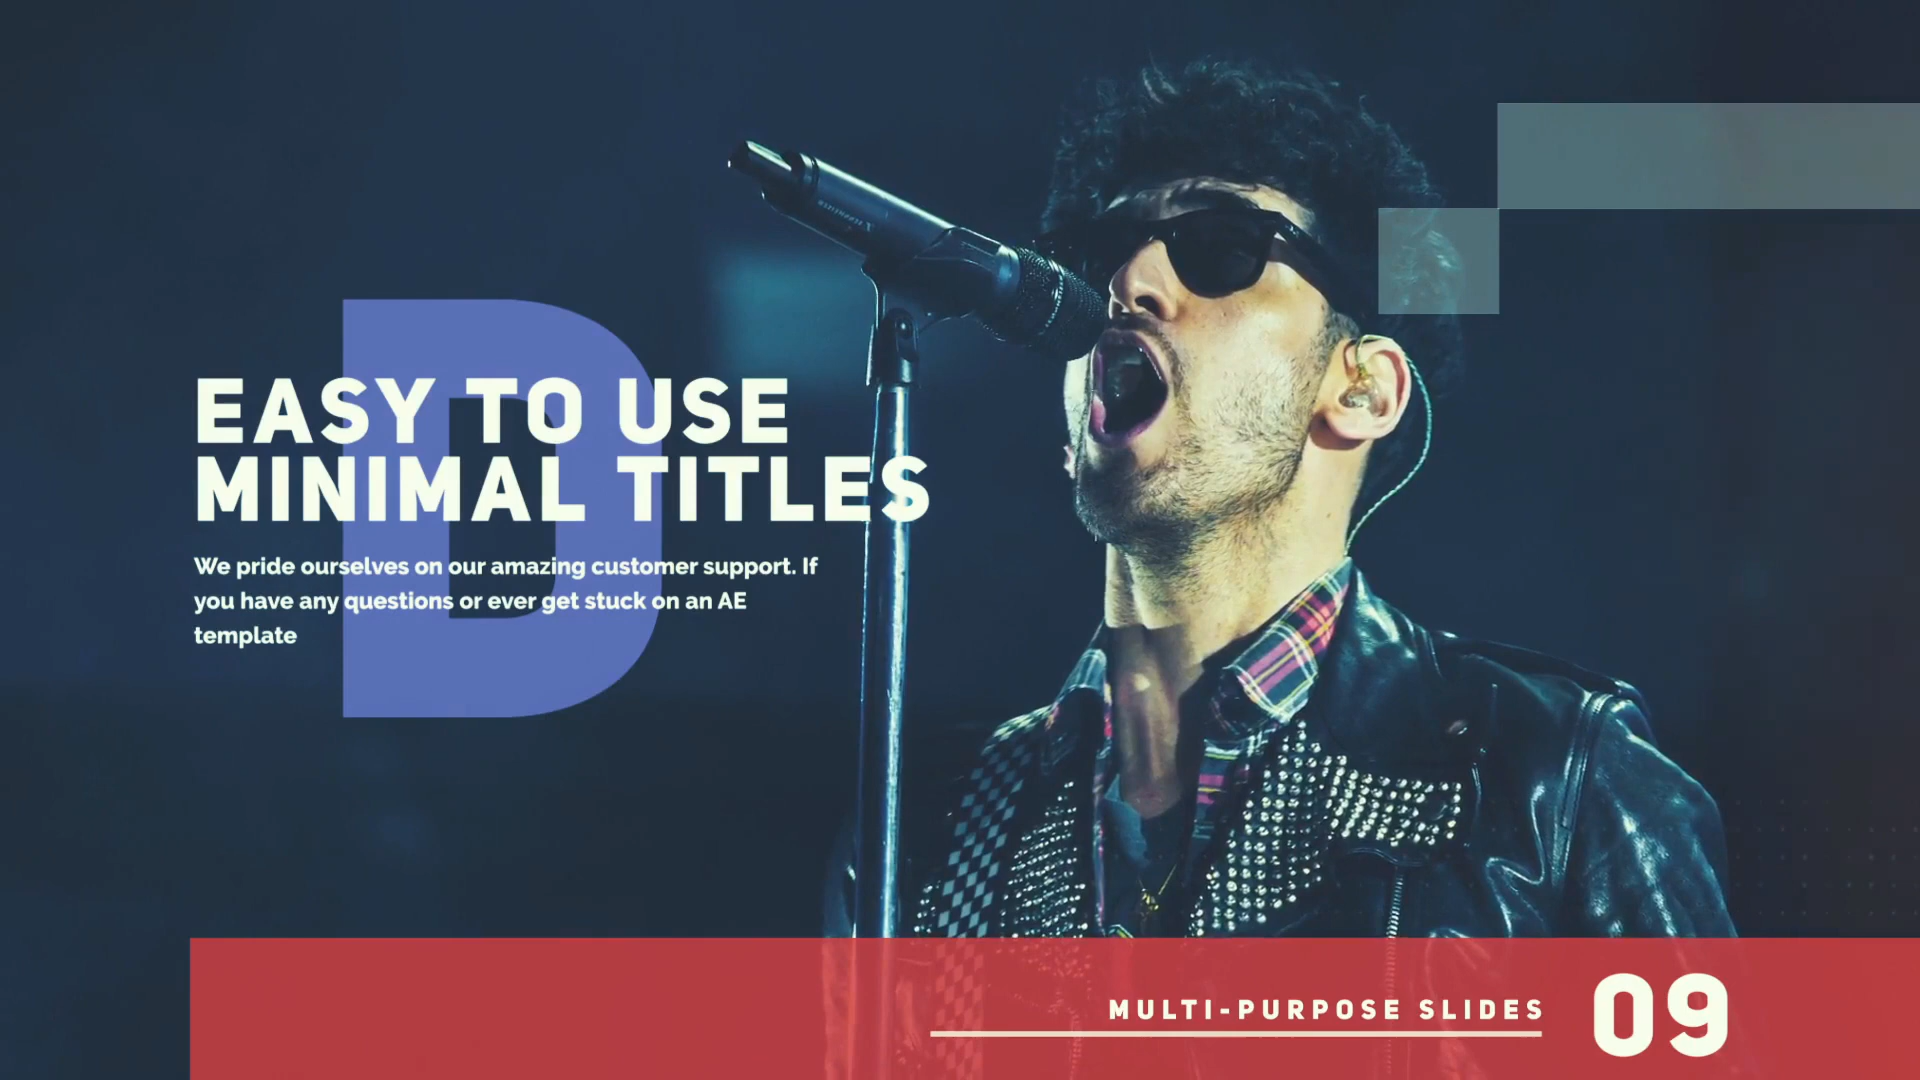 D
EASY TO USE
MINIMAL TITLES
We pride ourselves on our amazing customer support. If
you have any questions or ever get stuck on an AE
template
MULTI-PURPOSE SLIDES
09